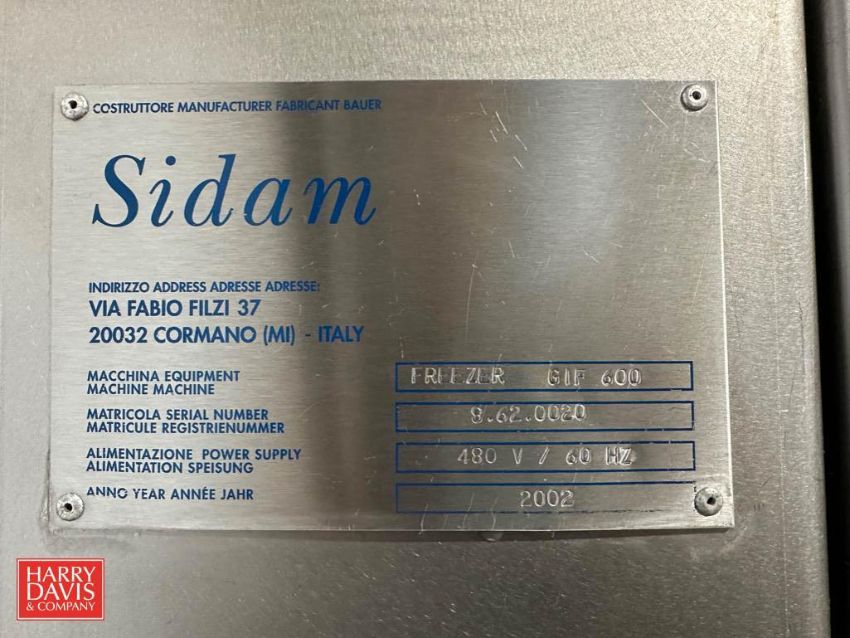 COSTRUTTORE MANUFACTURER FABRICANT BAUER
Sidam
INDIRIZZO ADDRESS ADRESSE ADRESSE:
VIA FABIO FILZI 37
20032 CORMANO (MI) - ITALY
MACCHINA EQUIPMENT
MACHINE MACHINE
FREEZER GIF 600
MATRICOLA SERIAL NUMBER
MATRICULE REGISTRIENUMMER
8.62.0020
ALIMENTAZIONE POWER SUPPLY
ALIMENTATION SPEISUNG
480 V / 60 HZ
ANNO YEAR ANNÉE JAHR
2002
HARRY
DAVIS
& COMPANY